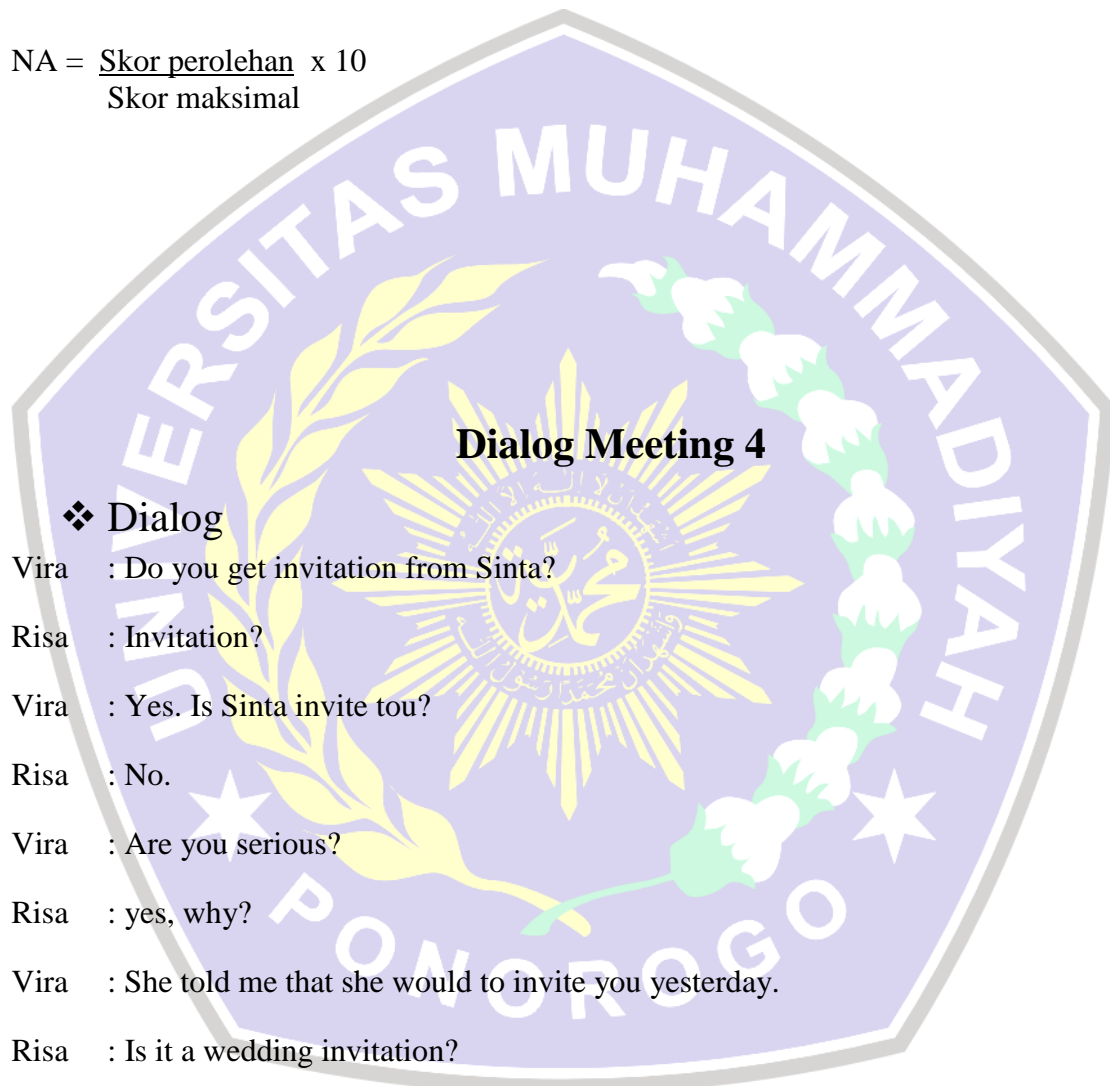 NA = Skor perolehan x 10
Skor maksimal
UNIVERSITAS MUHAMMADIYAH
PONOROGO
Dialog Meeting 4
❖ Dialog
Vira : Do you get invitation from Sinta?
Risa : Invitation?
Vira : Yes. Is Sinta invite tou?
Risa : No.
Vira : Are you serious?
Risa : yes, why?
Vira : She told me that she would to invite you yesterday.
Risa : Is it a wedding invitation?